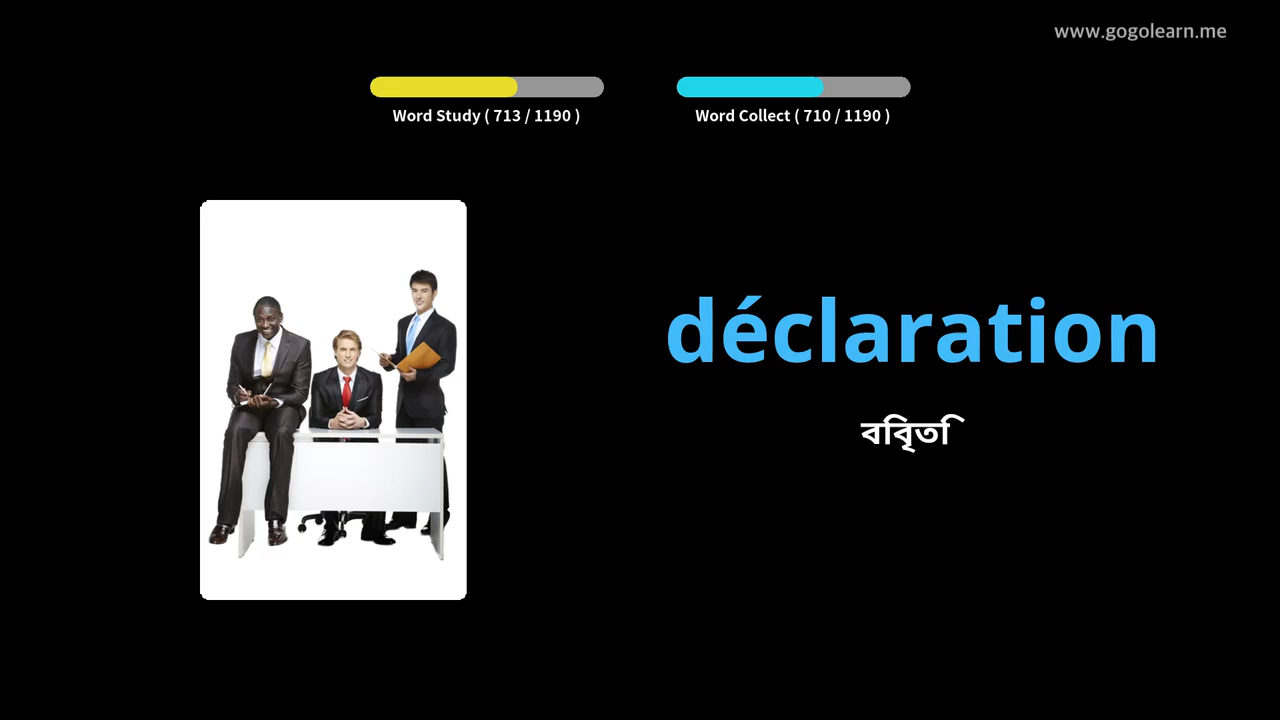 www.gogolearn.me
Word Study ( 713 / 1190 )
Word Collect ( 710 / 1190 )
déclaration
বিবৃতি